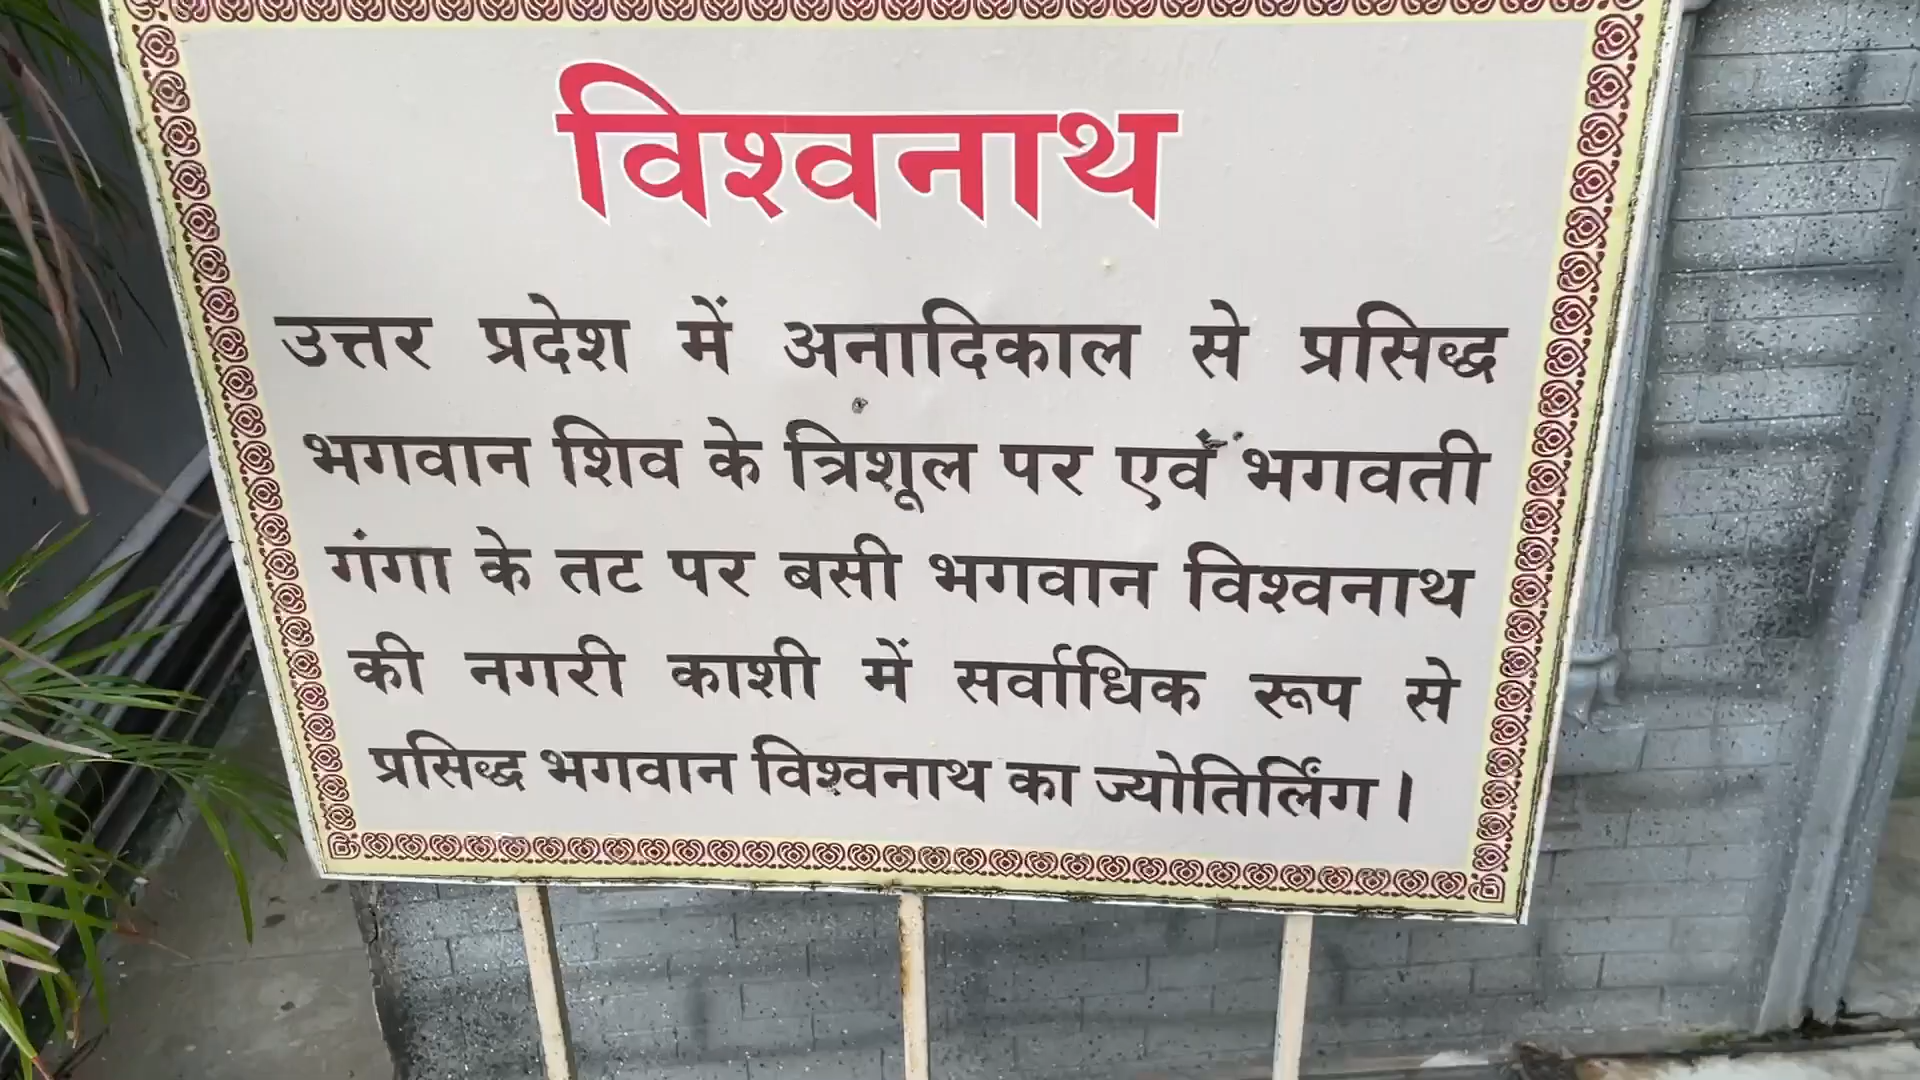 विश्वनाथ
उत्तर प्रदेश में अनादिकाल से प्रसिद्ध
भगवान शिव के त्रिशूल पर एवं भगवती
गंगा के तट पर बसी भगवान विश्वनाथ
की नगरी काशी में सर्वाधिक रूप से
प्रसिद्ध भगवान विश्वनाथ का ज्योतिर्लिंग।